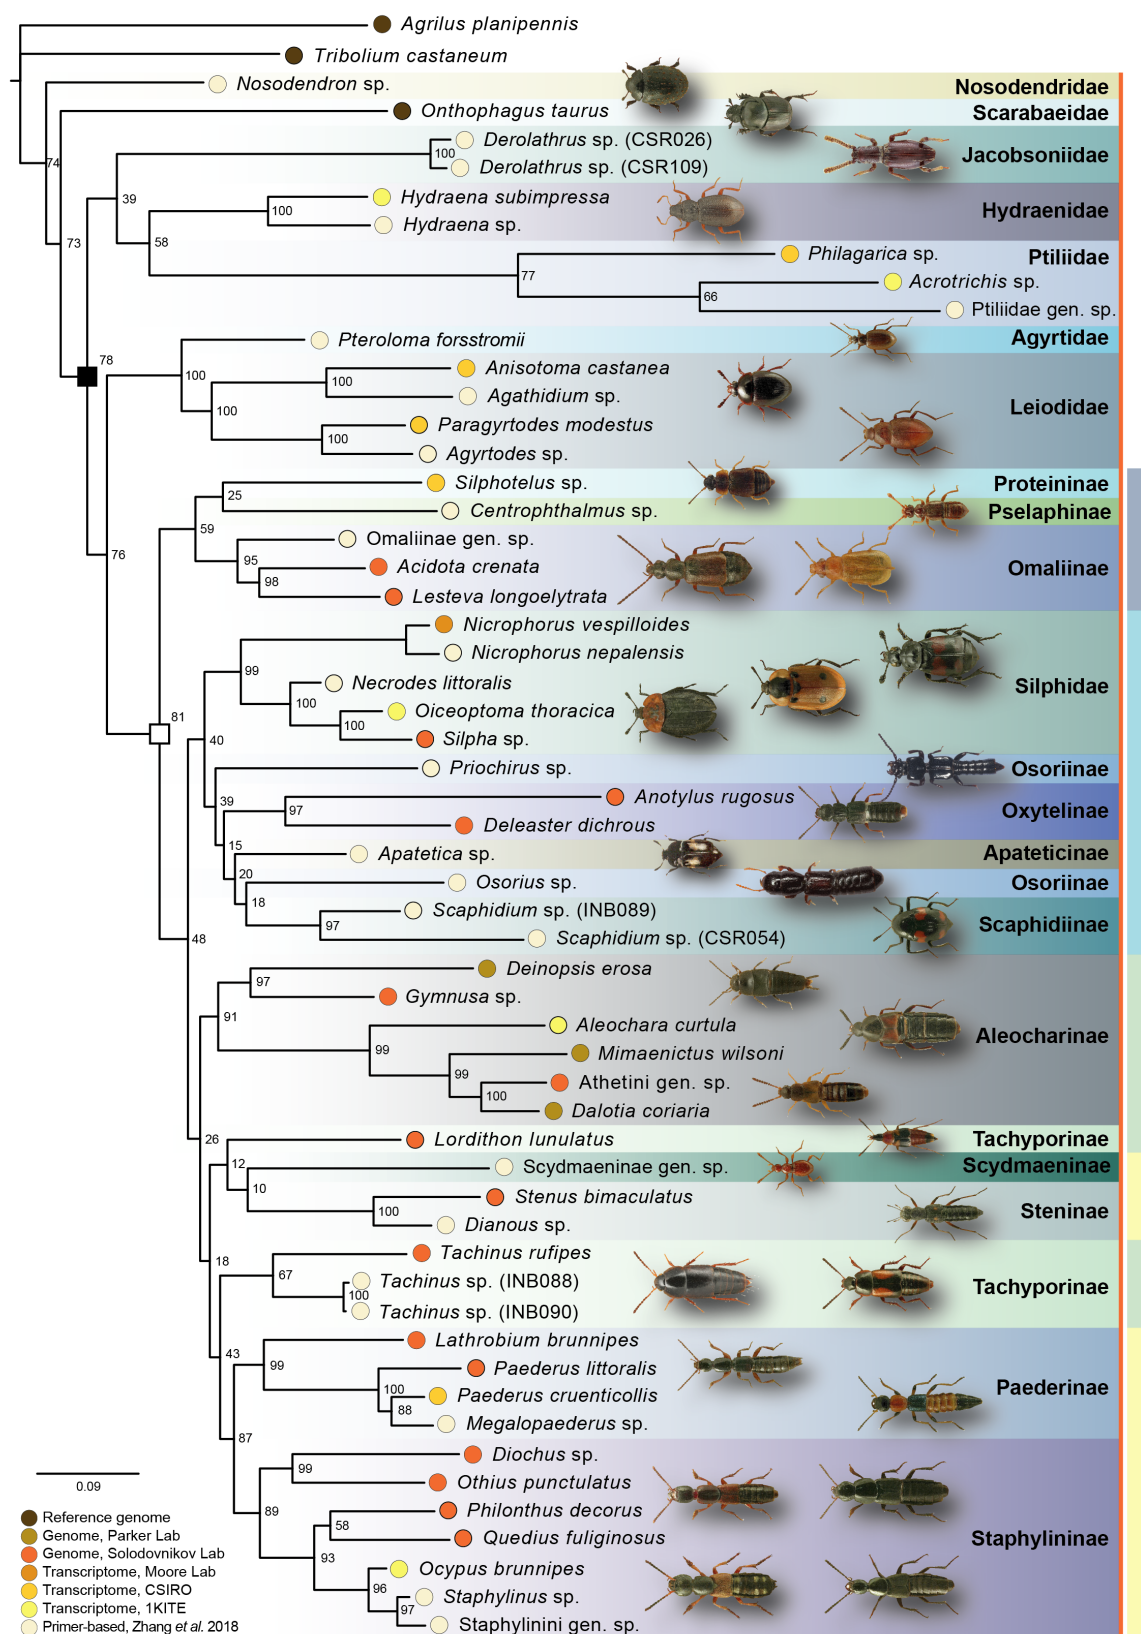 Agrilus planipennis
Tribolium castaneum
Nosodendron sp.
Nosodendridae
Onthophagus taurus
Scarabaeidae
Derolathrus sp. (CSR026)
100
Jacobsoniidae
74
Derolathrus sp. (CSR109)
39
Hydraena subimpressa
100
Hydraenidae
Hydraena sp.
73
58
Philagarica sp.
Ptiliidae
77
Acrotrichis sp.
66
Ptiliidae gen. sp.
Pteroloma forsstromii
Agyrtidae
78
100
Anisotoma castanea
100
Agathidium sp.
Leiodidae
100
Paragyrtodes modestus
100
Agyrtodes sp.
Silphotelus sp.
Proteininae
25
Centrophthalmus sp.
Pselaphinae
59
Omaliinae gen. sp.
76
95
Acidota crenata
Omaliinae
98
Lesteva longoelytrata
Nicrophorus vespilloides
Nicrophorus nepalensis
99
Necrodes littoralis
Silphidae
100
Oiceoptoma thoracica
81
100
Silpha sp.
40
Priochirus sp.
Osoriinae
39
Anotylus rugosus
97
Oxytelinae
Deleaster dichrous
15
Apatetica sp.
Apateticinae
20
Osorius sp.
Osoriinae
18
Scaphidium sp. (INB089)
97
Scaphidiinae
48
Scaphidium sp. (CSR054)
Deinopsis erosa
97
Gymnusa sp.
91
Aleochara curtula
Aleocharinae
99
Mimaenictus wilsoni
99
Athetini gen. sp.
100
Dalotia coriaria
26
Lordithon lunulatus
Tachyporinae
12
Scydmaeninae gen. sp.
Scydmaeninae
10
Stenus bimaculatus
100
Steninae
Dianous sp.
18
Tachinus rufipes
67
Tachinus sp. (INB088)
100
Tachyporinae
Tachinus sp. (INB090)
Lathrobium brunnipes
43
99
Paederus littoralis
100
Paederus cruenticollis
Paederinae
88
Megalopaederus sp.
87
Diochus sp.
99
Othius punctulatus
89
Philonthus decorus
58
Quedius fuliginosus
Staphylininae
93
Ocypus brunnipes
96
Staphylinus sp.
97
Staphylinini gen. sp.
0.09
Reference genome
Genome, Parker Lab
Genome, Solodovnikov Lab
Transcriptome, Moore Lab
Transcriptome, CSIRO
Transcriptome, 1KITE
Primer-based, Zhang et al. 2018